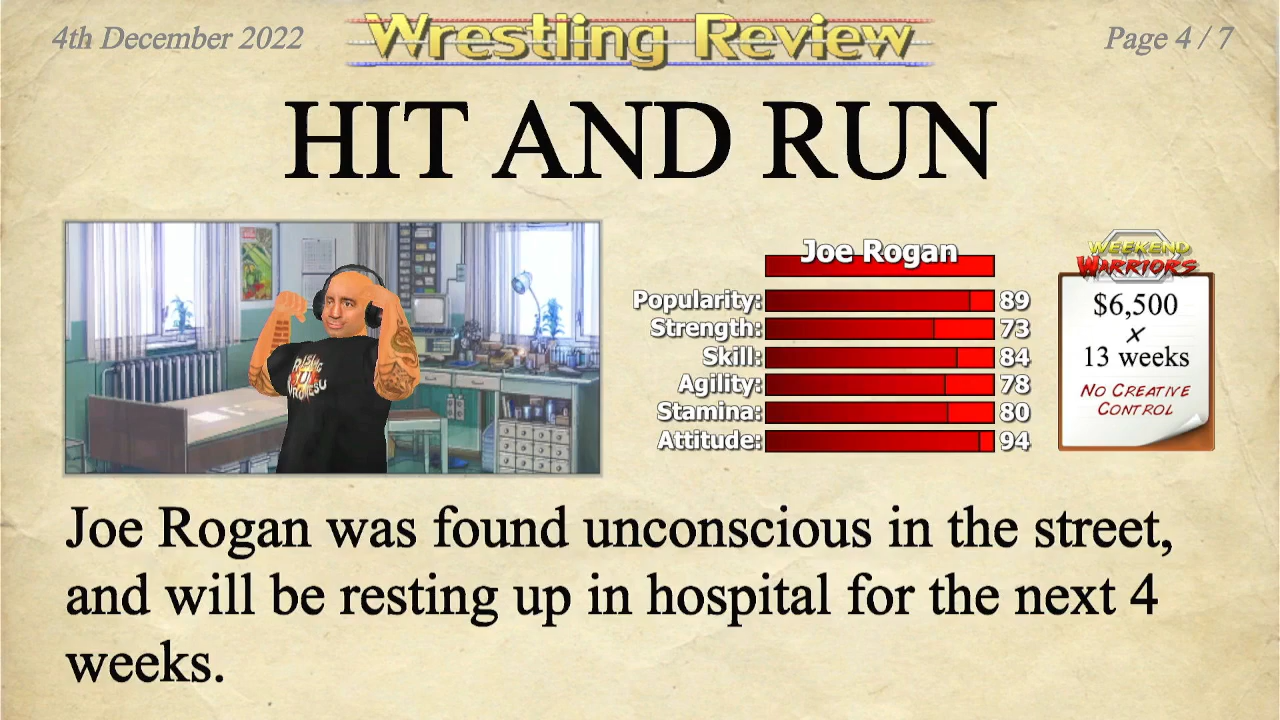 4th December 2022
Wrestling Review
Page 4 / 7
HIT AND RUN
Joe Rogan
Popularity: 89
Strength: 73
Skill: 84
Agility: 78
Stamina: 80
Attitude: 94
WEEKEND
WARRIORS
$6,500
x
13 weeks
NO CREATIVE
CONTROL
RISING
SUN
Joe Rogan was found unconscious in the street,
and will be resting up in hospital for the next 4
weeks.